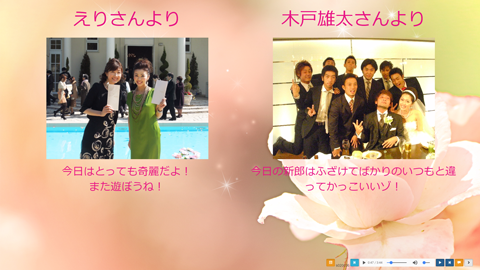 えりさんより
今日はとっても奇麗だよ！
また遊ぼうね！
木戸雄太さんより
今日の新郎はふざけてばかりのいつもと違
ってかっこいいゾ！